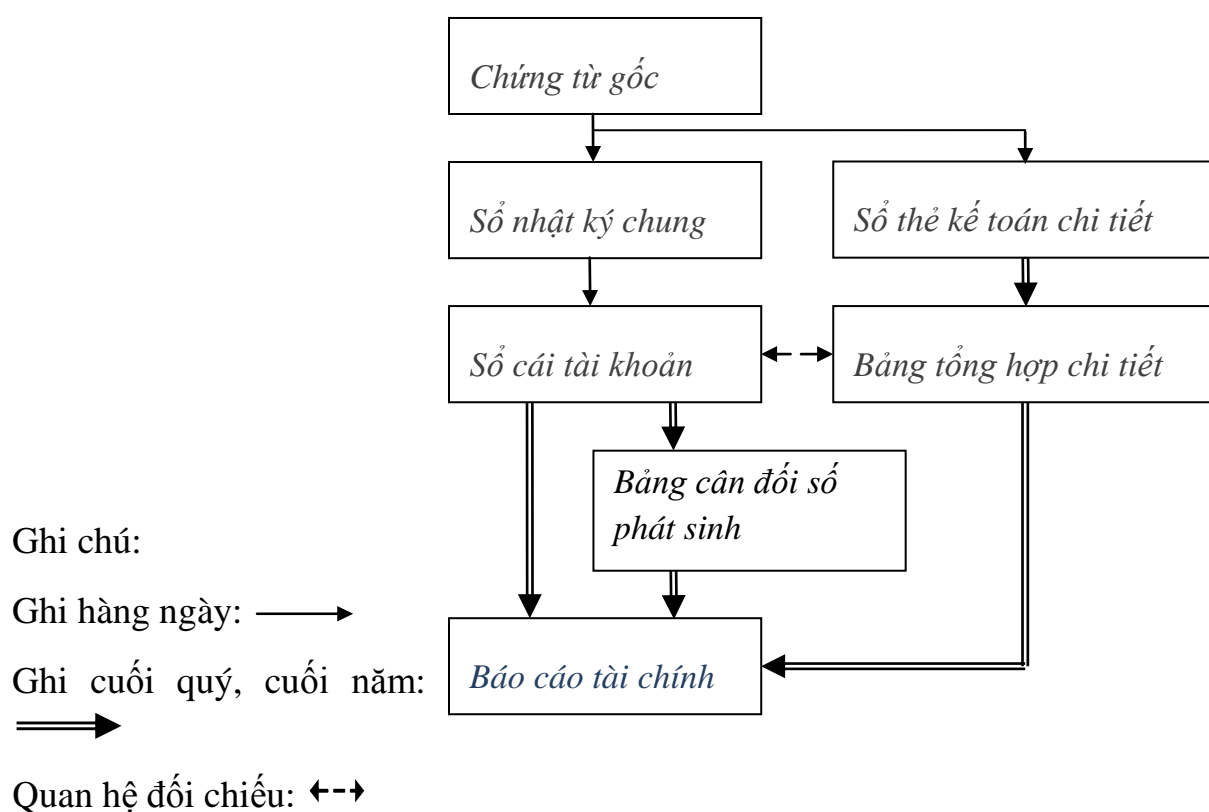 Chứng từ gốc
Sổ nhật ký chung
Sổ thẻ kế toán chi tiết
Sổ cái tài khoản
Bảng tổng hợp chi tiết
Bảng cân đối số
phát sinh
Ghi chú:
Ghi hàng ngày:
Ghi cuối quý, cuối năm:
Báo cáo tài chính
Quan hệ đối chiếu: